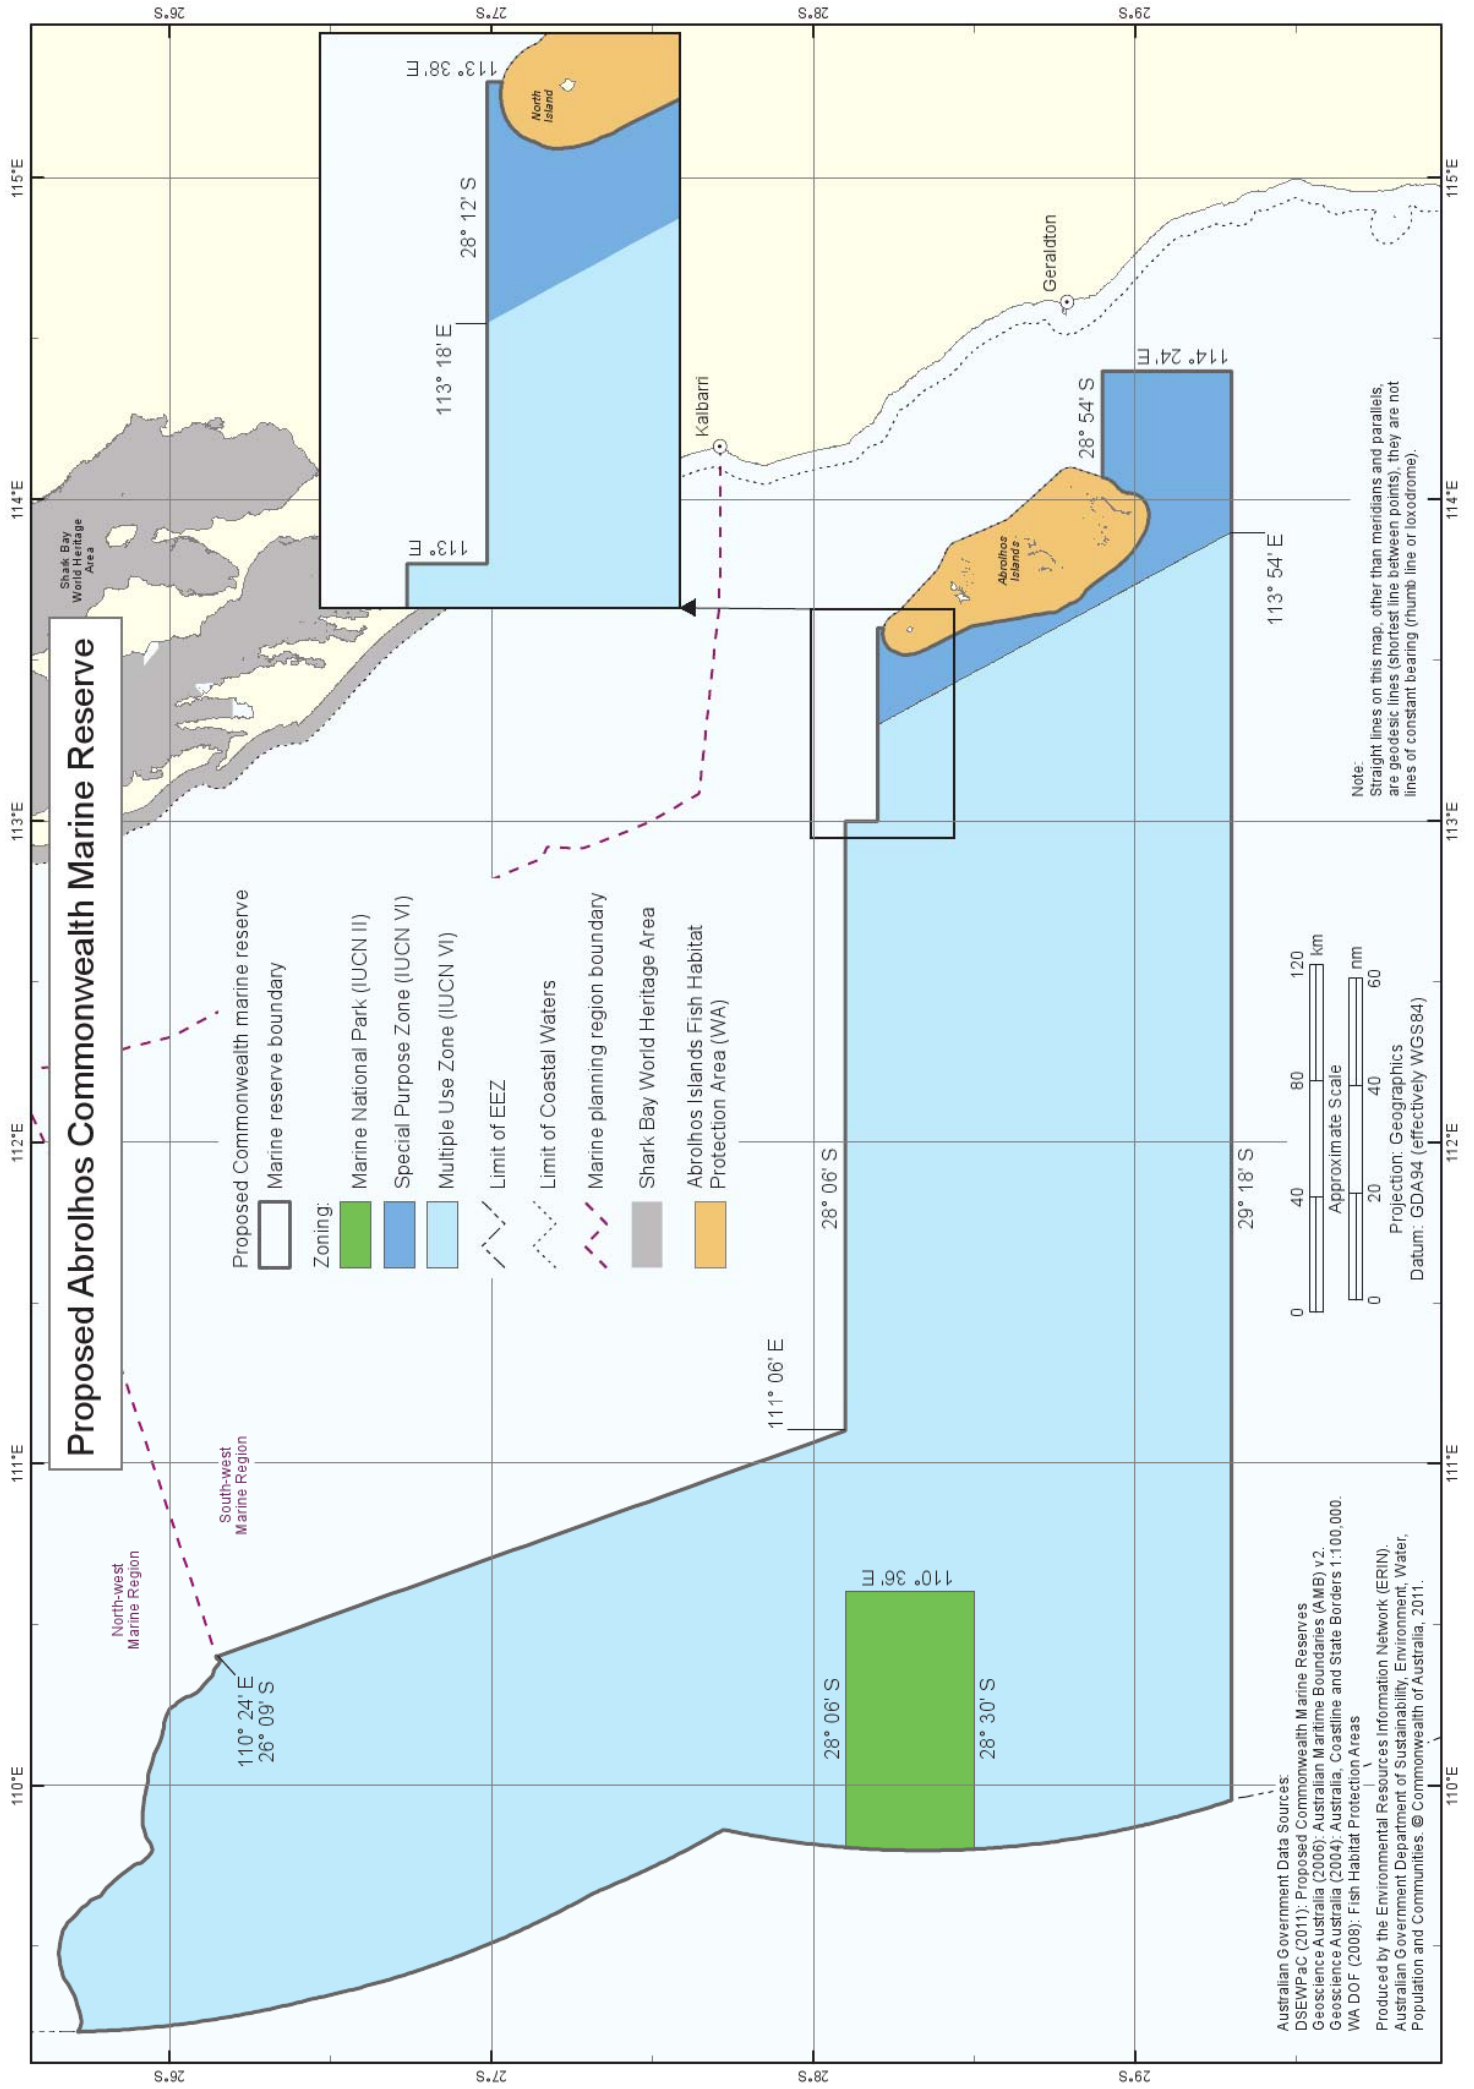 Proposed Abrolhos Commonwealth Marine Reserve
110°E
111°E
112°E
113°E
114°E
115°E
26°S
27°S
28°S
29°S
26°S
27°S
28°S
29°S
110°E
111°E
112°E
113°E
114°E
115°E
North-west
Marine Region
South-west
Marine Region
110° 24' E
26° 09' S
Shark Bay
World Heritage
Area
Proposed Commonwealth marine reserve
Marine reserve boundary
Zoning:
Marine National Park (IUCN II)
Special Purpose Zone (IUCN VI)
Multiple Use Zone (IUCN VI)
Limit of EEZ
Limit of Coastal Waters
Marine planning region boundary
Shark Bay World Heritage Area
Abrolhos Islands Fish Habitat
Protection Area (WA)
113° E
113° 18' E
28° 12' S
113° 38' E
North
Island
Kalbarri
Geraldton
111° 06' E
28° 06' S
28° 06' S
110° 36' E
28° 30' S
Abrolhos
Islands
28° 54' S
114° 24' E
29° 18' S
113° 54' E
0
40
80
120
km
Approximate Scale
nm
0
20
40
60
Projection: Geographics
Datum: GDA94 (effectively WGS84)
Note:
Straight lines on this map, other than meridians and parallels,
are geodesic lines (shortest line between points), they are not
lines of constant bearing (rhumb line or loxodrome).
Australian Government Data Sources:
DSEWPaC (2011): Proposed Commonwealth Marine Reserves
Geoscience Australia (2006): Australian Maritime Boundaries (AMB) v2.
Geoscience Australia (2004): Australia, Coastline and State Borders 1:100,000.
WA DOF (2008): Fish Habitat Protection Areas
Produced by the Environmental Resources Information Network (ERIN).
Australian Government Department of Sustainability, Environment, Water,
Population and Communities. © Commonwealth of Australia, 2011.